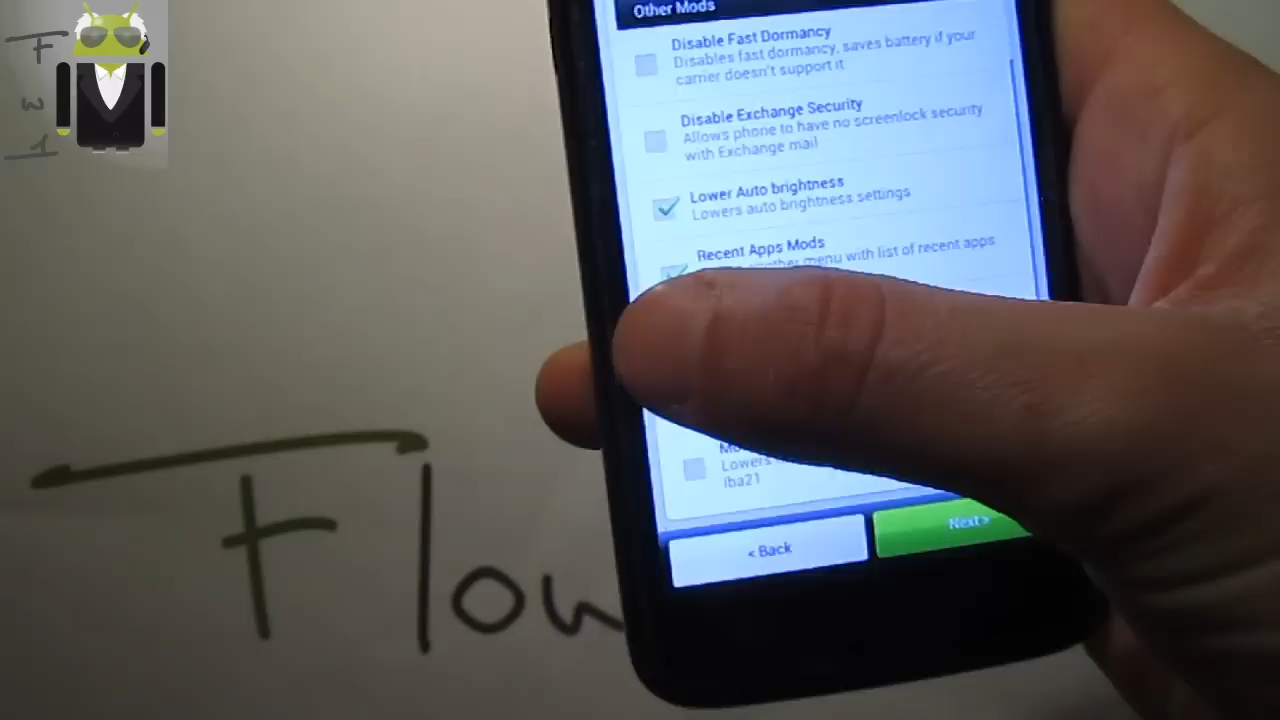 Other Mods
Disable Fast Dormancy
Disables fast dormancy, saves battery if your
carrier doesn't support it
Disable Exchange Security
Allows phone to have no screenlock security
with Exchange mail
Lower Auto brightness
Lowers auto brightness settings
Recent Apps Mods
another menu with list of recent apps
Lowers
lba21
< Back
Next >
Flow